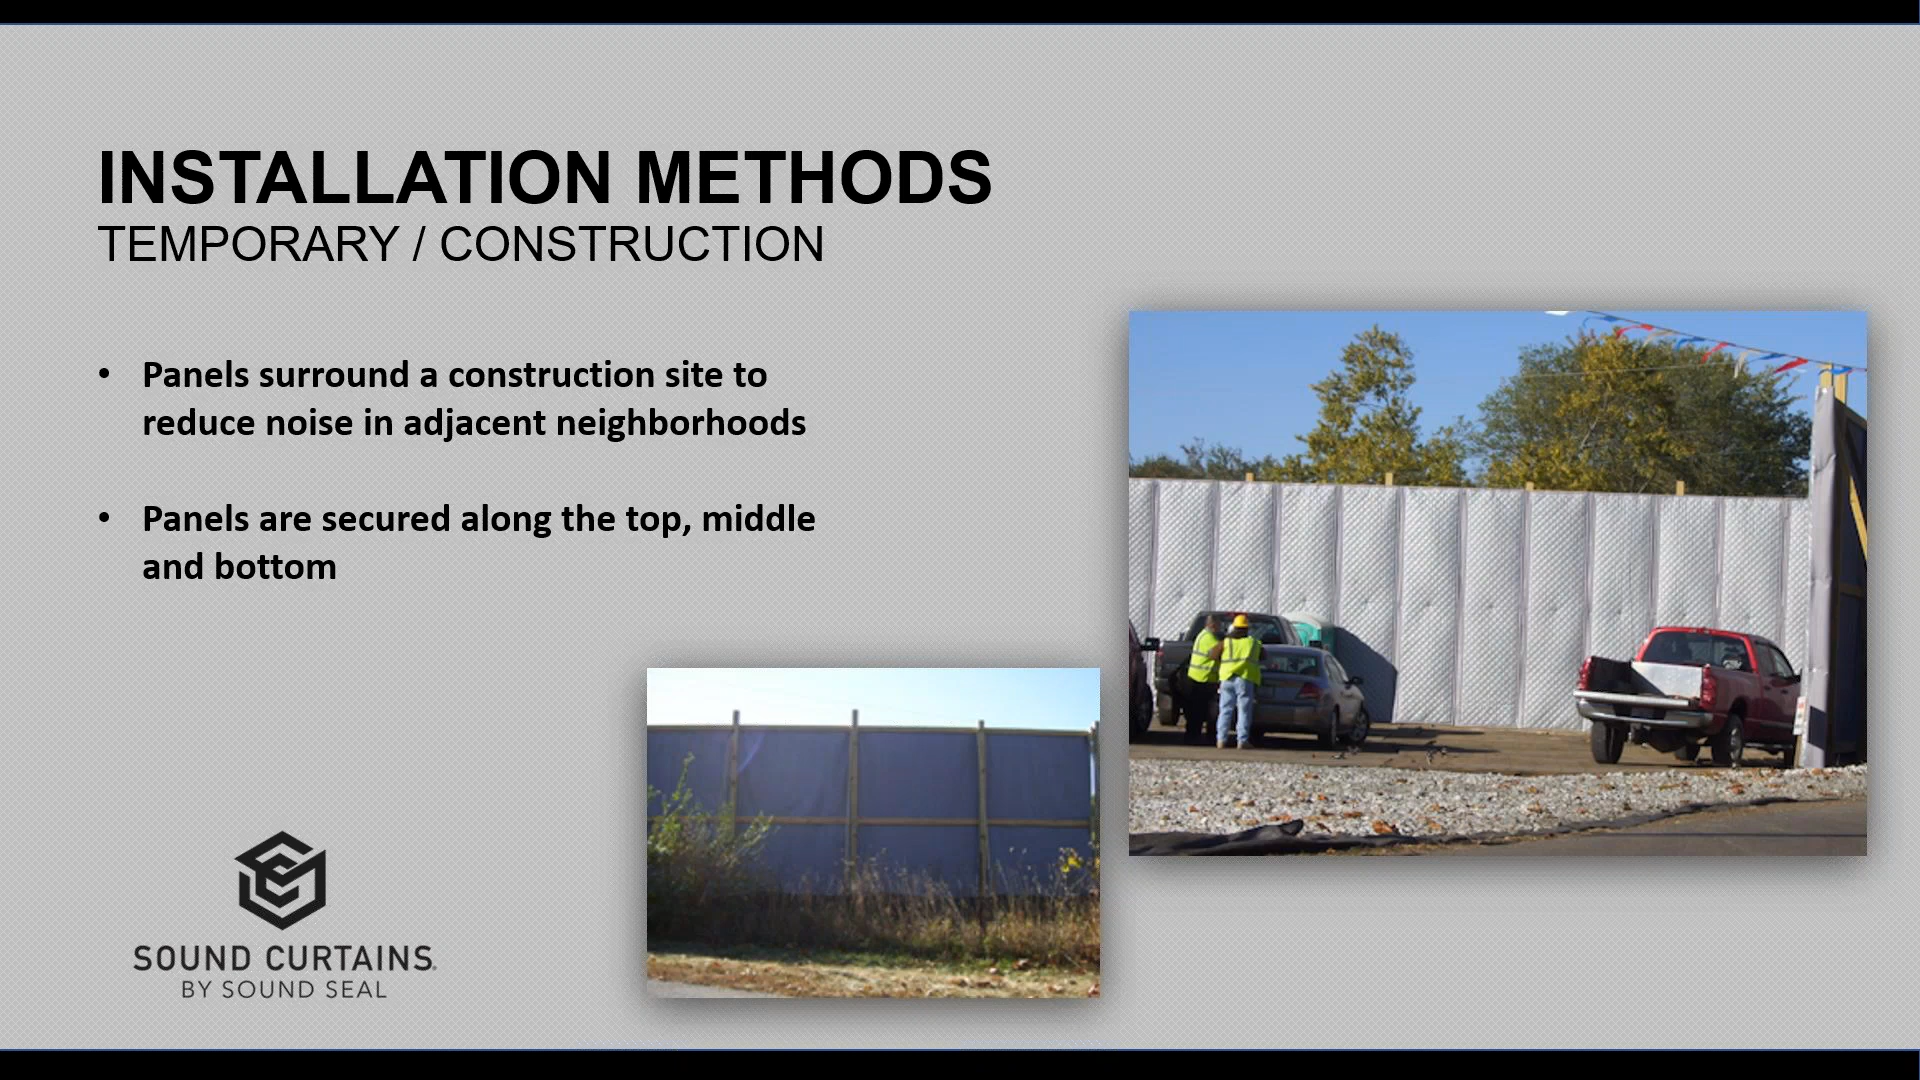 INSTALLATION METHODS
TEMPORARY / CONSTRUCTION
• Panels surround a construction site to
reduce noise in adjacent neighborhoods
• Panels are secured along the top, middle
and bottom
SOUND CURTAINS®
BY SOUND SEAL